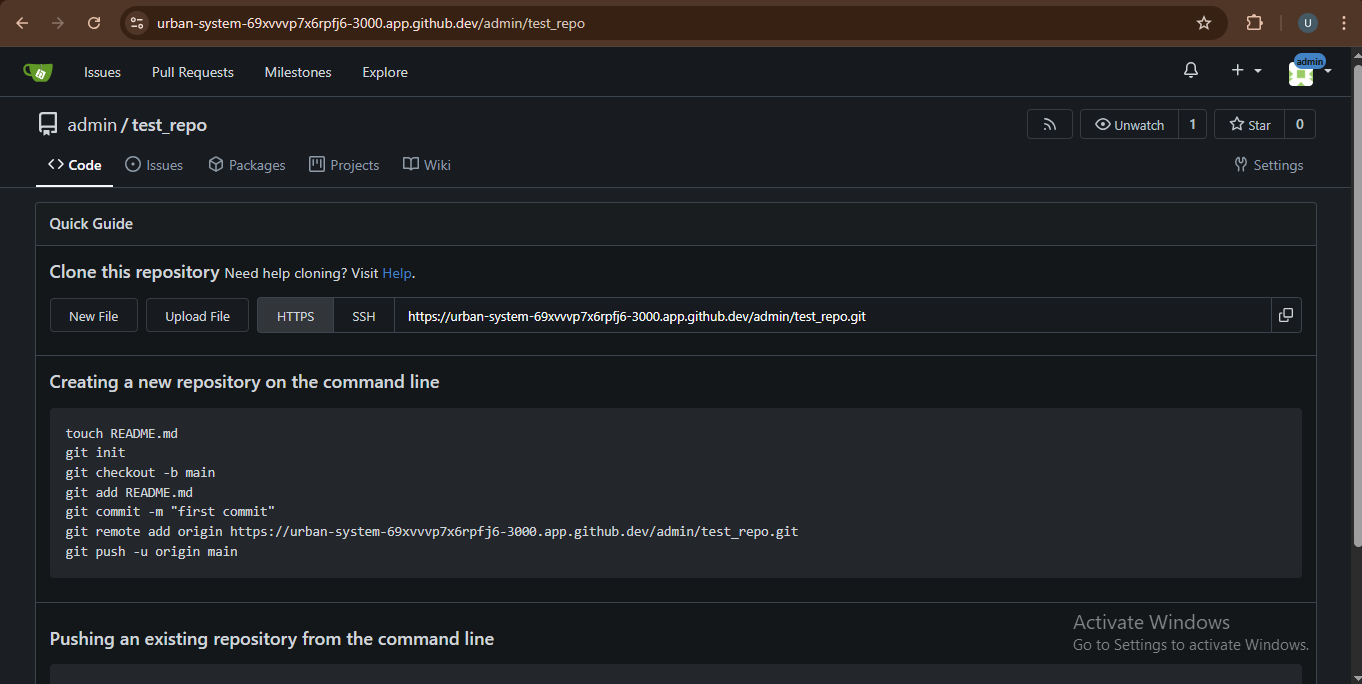 urban-system-69xvvvp7x6rpfj6-3000.app.github.dev/admin/test_repo
U
Issues Pull Requests Milestones Explore
admin
admin / test_repo
Unwatch 1 Star 0
Code Issues Packages Projects Wiki Settings
Quick Guide
Clone this repository Need help cloning? Visit Help.
New File Upload File HTTPS SSH https://urban-system-69xvvvp7x6rpfj6-3000.app.github.dev/admin/test_repo.git
Creating a new repository on the command line
touch README.md
git init
git checkout -b main
git add README.md
git commit -m "first commit"
git remote add origin https://urban-system-69xvvvp7x6rpfj6-3000.app.github.dev/admin/test_repo.git
git push -u origin main
Pushing an existing repository from the command line
Activate Windows
Go to Settings to activate Windows.